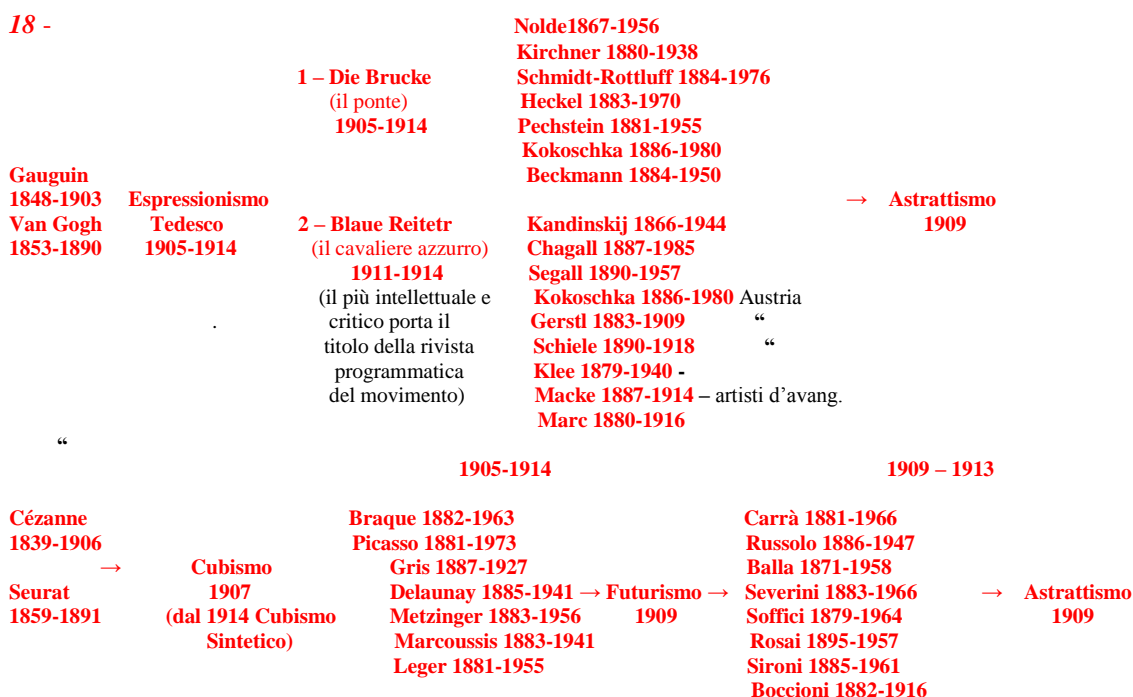 18 - Nolde1867-1956
Kirchner 1880-1938
1 – Die Brucke Schmidt-Rottluff 1884-1976
(il ponte) Heckel 1883-1970
1905-1914 Pechstein 1881-1955
Kokoschka 1886-1980
Gauguin Beckmann 1884-1950
1848-1903 Espressionismo → Astrattismo
Van Gogh Tedesco 2 – Blaue Reitetr Kandinskij 1866-1944 1909
1853-1890 1905-1914 (il cavaliere azzurro) Chagall 1887-1985
1911-1914 Segall 1890-1957
(il più intellettuale e Kokoschka 1886-1980 Austria
. critico porta il Gerstl 1883-1909 “
titolo della rivista Schiele 1890-1918 “
programmatica Klee 1879-1940 -
del movimento) Macke 1887-1914 – artisti d'avang.
Marc 1880-1916
“
1905-1914 1909 – 1913
Cézanne Braque 1882-1963 Carrà 1881-1966
1839-1906 Picasso 1881-1973 Russolo 1886-1947
→ Cubismo Gris 1887-1927 Balla 1871-1958
Seurat 1907 Delaunay 1885-1941 → Futurismo → Severini 1883-1966 → Astrattismo
1859-1891 (dal 1914 Cubismo Metzinger 1883-1956 1909 Soffici 1879-1964 1909
Sintetico) Marcoussis 1883-1941 Rosai 1895-1957
Leger 1881-1955 Sironi 1885-1961
Boccioni 1882-1916